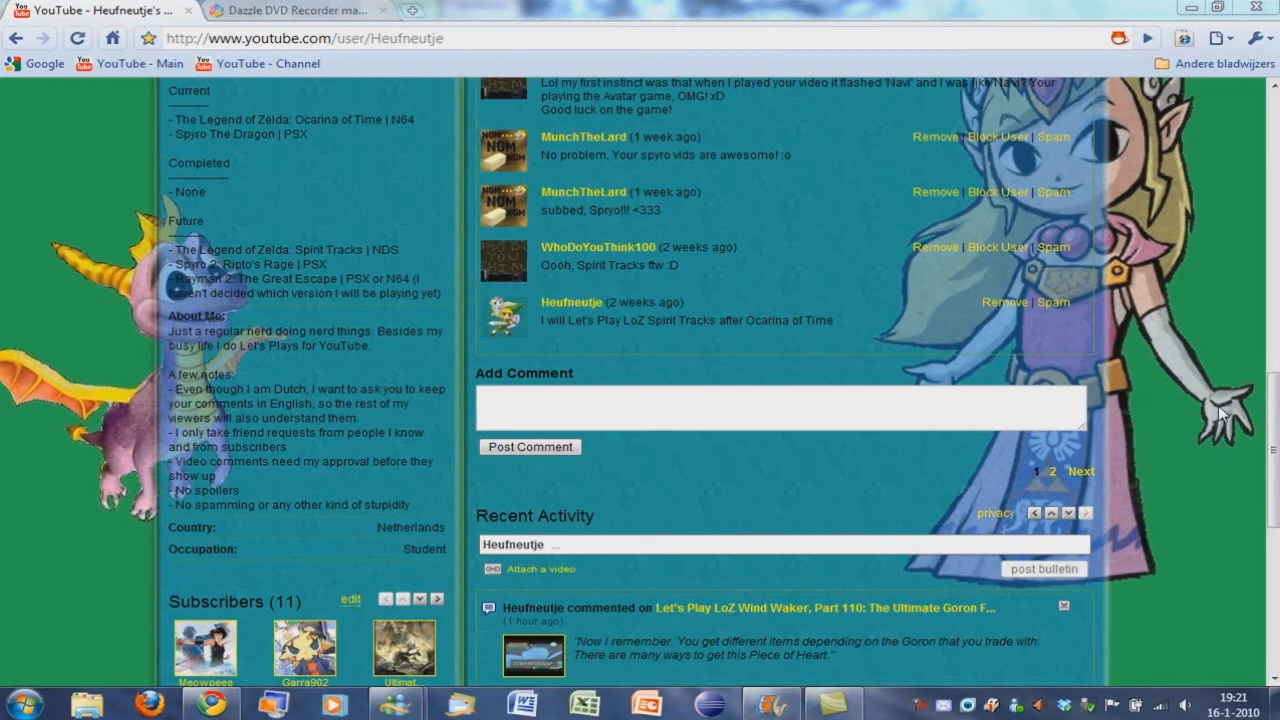 YouTube - Heufneutje's ...
Dazzle DVD Recorder ma...
http://www.youtube.com/user/Heufneutje
Google
YouTube - Main
YouTube - Channel
Andere bladwijzers
Current
----------
- The Legend of Zelda: Ocarina of Time | N64
- Spyro The Dragon | PSX
Completed
---------------
- None
Future
--------
- The Legend of Zelda: Spirit Tracks | NDS
- Spyro 2: Ripto's Rage | PSX
- Rayman 2: The Great Escape | PSX or N64 (I
haven't decided which version I will be playing yet)
About Me:
Just a regular nerd doing nerd things. Besides my
busy life I do Let's Plays for YouTube.
A few notes:
- Even though I am Dutch, I want to ask you to keep
your comments in English, so the rest of my
viewers will also understand them
- I only take friend requests from people I know
and from subscribers
- Video comments need my approval before they
show up
- No spoilers
- No spamming or any other kind of stupidity
Country: Netherlands
Occupation: Student
Subscribers (11) edit
Meowpeee
Garra902
Ultimat...
Lol my first instinct was that when I played your video it flashed 'Navi' and I was like Navi? Your
playing the Avatar game, OMG! xD
Good luck on the game!
MunchTheLard (1 week ago) Remove | Block User | Spam
No problem, Your spyro vids are awesome! :o
MunchTheLard (1 week ago) Remove | Block User | Spam
subbed, Spryo!!! <333
WhoDoYouThink100 (2 weeks ago) Remove | Block User | Spam
Oooh, Spirit Tracks ftw :D
Heufneutje (2 weeks ago) Remove | Spam
I will Let's Play LoZ Spirit Tracks after Ocarina of Time
Add Comment
Post Comment
1 2 Next
Recent Activity privacy
Heufneutje ...
Attach a video post bulletin
Heufneutje commented on Let's Play LoZ Wind Waker, Part 110: The Ultimate Goron F...
(1 hour ago)
"Now I remember. You get different items depending on the Goron that you trade with.
There are many ways to get this Piece of Heart."
19:21
16-1-2010